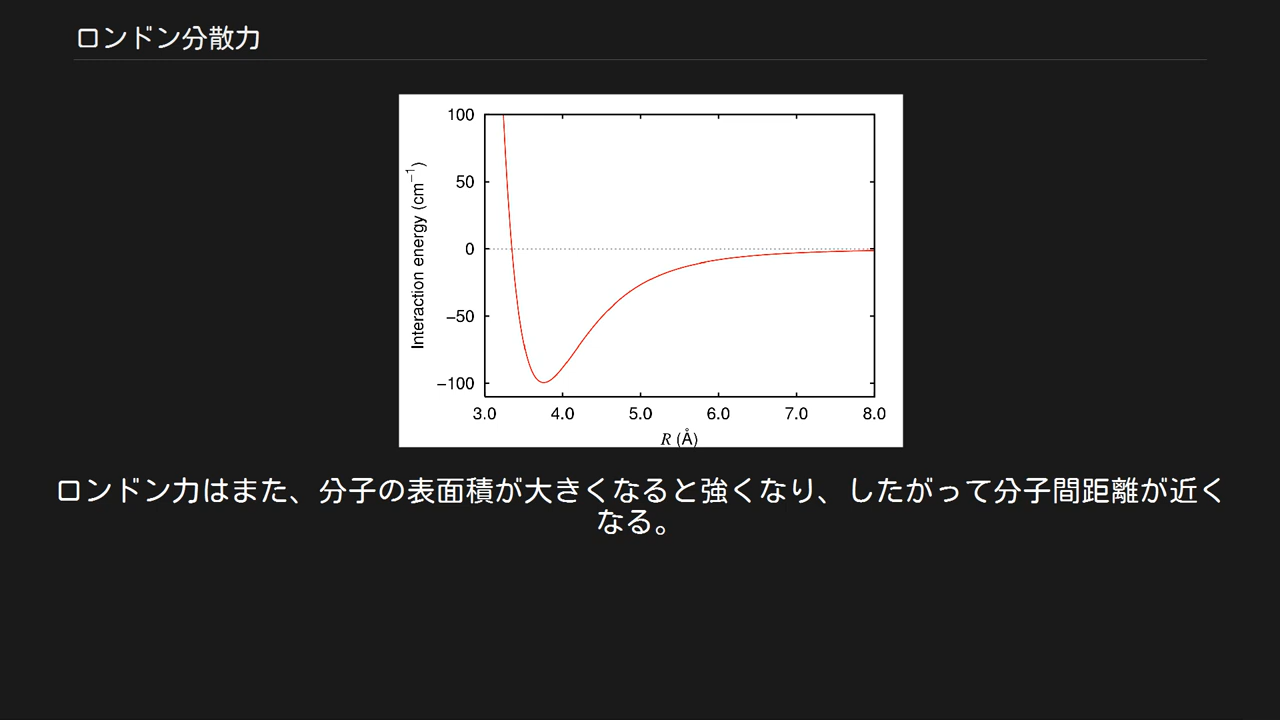 ロンドン分散力
100
50
0
−50
−100
Interaction energy (cm⁻¹)
3.0 4.0 5.0 6.0 7.0 8.0
R (Å)
ロンドン力はまた、分子の表面積が大きくなると強くなり、したがって分子間距離が近く
なる。